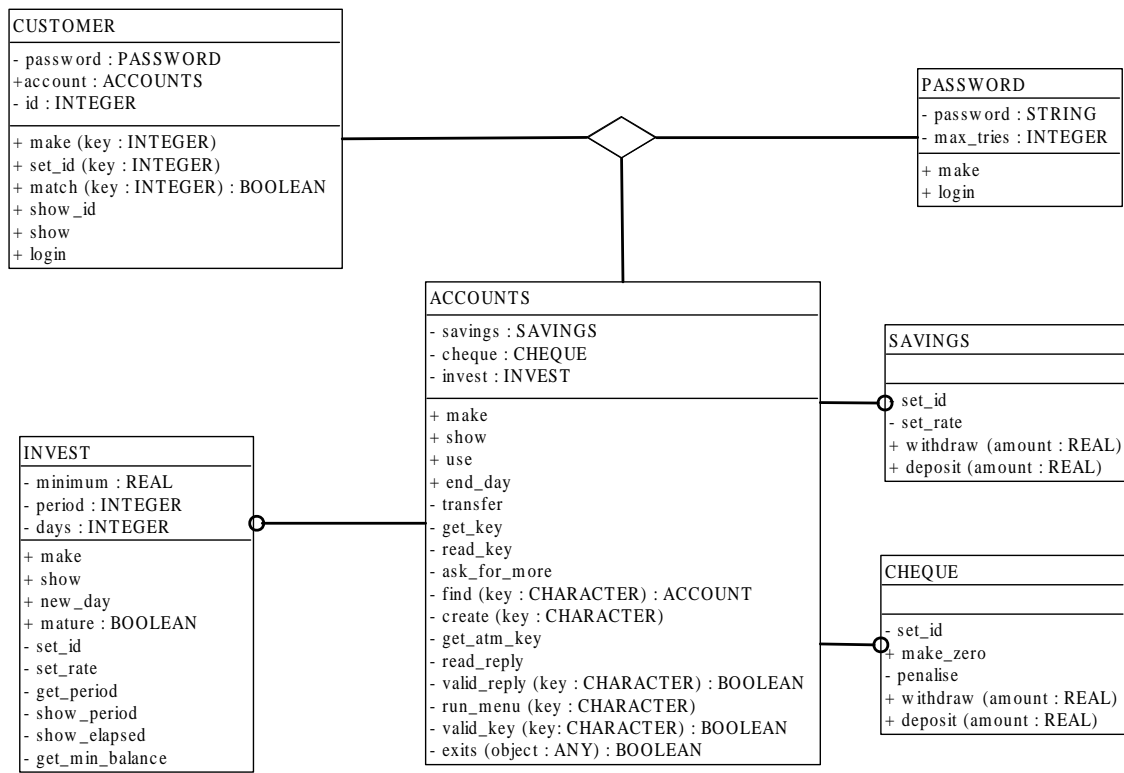 CUSTOMER
- password : PASSWORD
+account : ACCOUNTS
- id : INTEGER
+ make (key : INTEGER)
+ set_id (key : INTEGER)
+ match (key : INTEGER) : BOOLEAN
+ show_id
+ show
+ login
PASSWORD
- password : STRING
- max_tries : INTEGER
+ make
+ login
ACCOUNTS
- savings : SAVINGS
- cheque : CHEQUE
- invest : INVEST
+ make
+ show
+ use
+ end_day
- transfer
- get_key
- read_key
- ask_for_more
- find (key : CHARACTER) : ACCOUNT
- create (key : CHARACTER)
- get_atm_key
- read_reply
- valid_reply (key : CHARACTER) : BOOLEAN
- run_menu (key : CHARACTER)
- valid_key (key: CHARACTER) : BOOLEAN
- exits (object : ANY) : BOOLEAN
SAVINGS
set_id
- set_rate
+ withdraw (amount : REAL)
+ deposit (amount : REAL)
INVEST
- minimum : REAL
- period : INTEGER
- days : INTEGER
+ make
+ show
+ new_day
+ mature : BOOLEAN
- set_id
- set_rate
- get_period
- show_period
- show_elapsed
- get_min_balance
CHEQUE
- set_id
+ make_zero
- penalise
+ withdraw (amount : REAL)
+ deposit (amount : REAL)